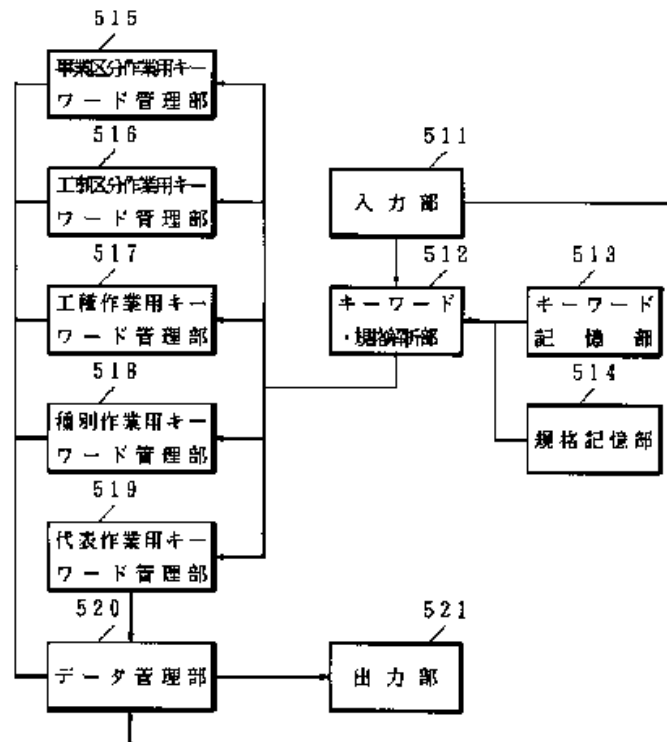 515
事業区分作業用キー
ワード管理部
516
工事区分作業用キー
ワード管理部
511
入力部
517
工種作業用キー
ワード管理部
512
キーワード
・規格解析部
513
キーワード
記憶部
518
種別作業用キー
ワード管理部
514
規格記憶部
519
代表作業用キー
ワード管理部
520
データ管理部
521
出力部